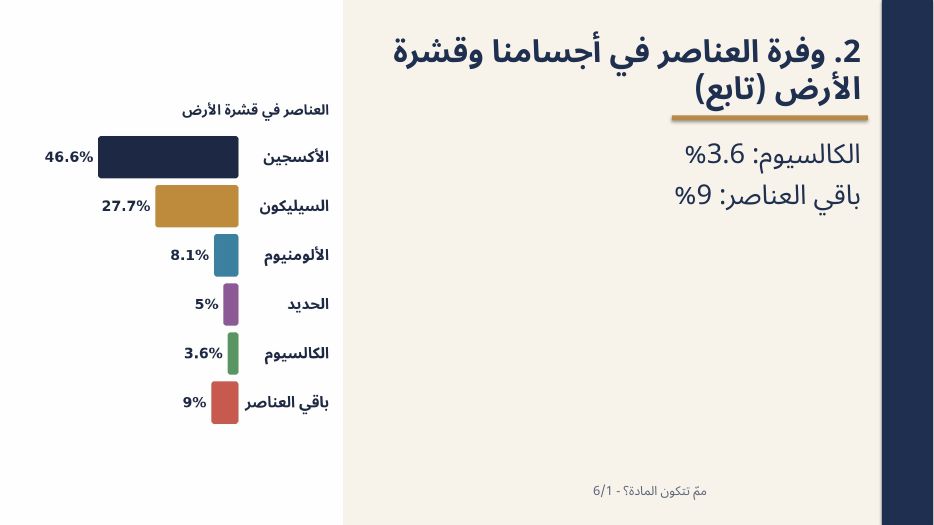 2. وفرة العناصر في أجسامنا وقشرة
الأرض (تابع)
الكالسيوم: 3.6%
باقي العناصر: 9%
العناصر في قشرة الأرض
الأكسجين 46.6%
السيليكون 27.7%
الألومنيوم 8.1%
الحديد 5%
الكالسيوم 3.6%
باقي العناصر 9%
ممّ تتكون المادة؟ - 6/1